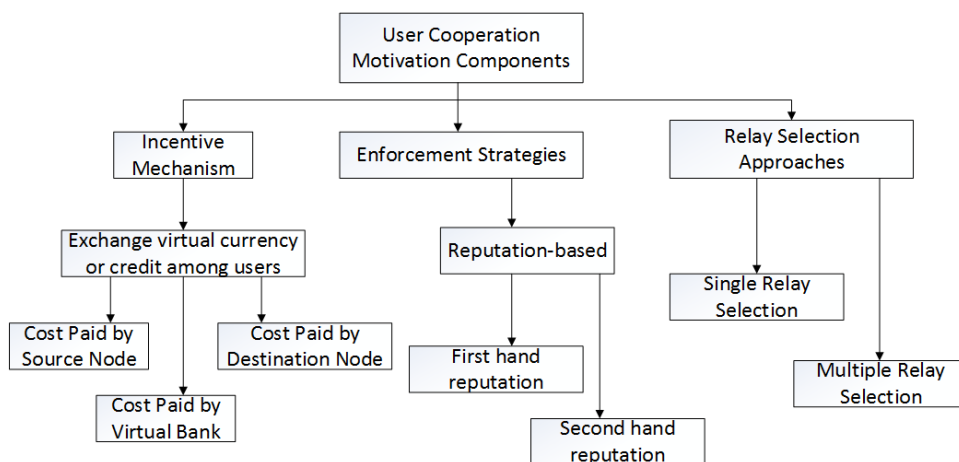 User Cooperation
Motivation Components
Incentive
Mechanism
Enforcement Strategies
Relay Selection
Approaches
Exchange virtual currency
or credit among users
Reputation-based
Single Relay
Selection
Cost Paid by
Source Node
Cost Paid by
Destination Node
First hand
reputation
Multiple Relay
Selection
Cost Paid by
Virtual Bank
Second hand
reputation